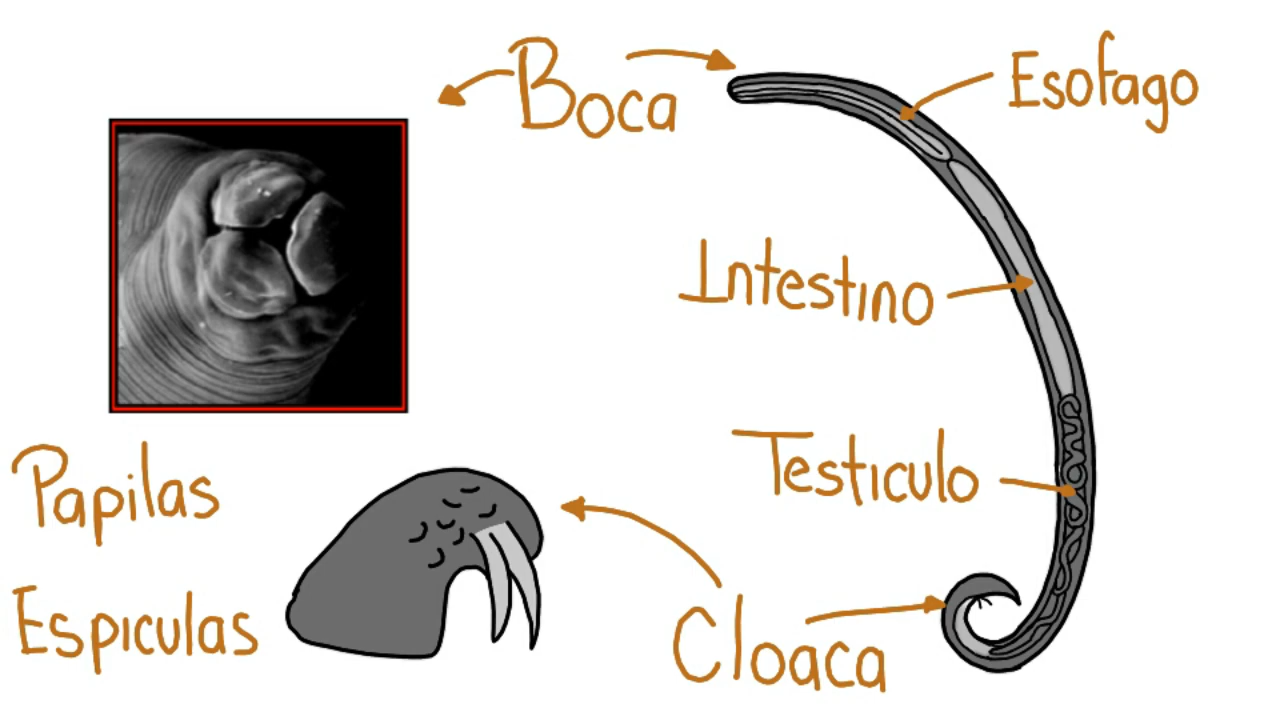 Boca
Esofago
Intestino
Papilas
Testiculo
Espiculas
Cloaca